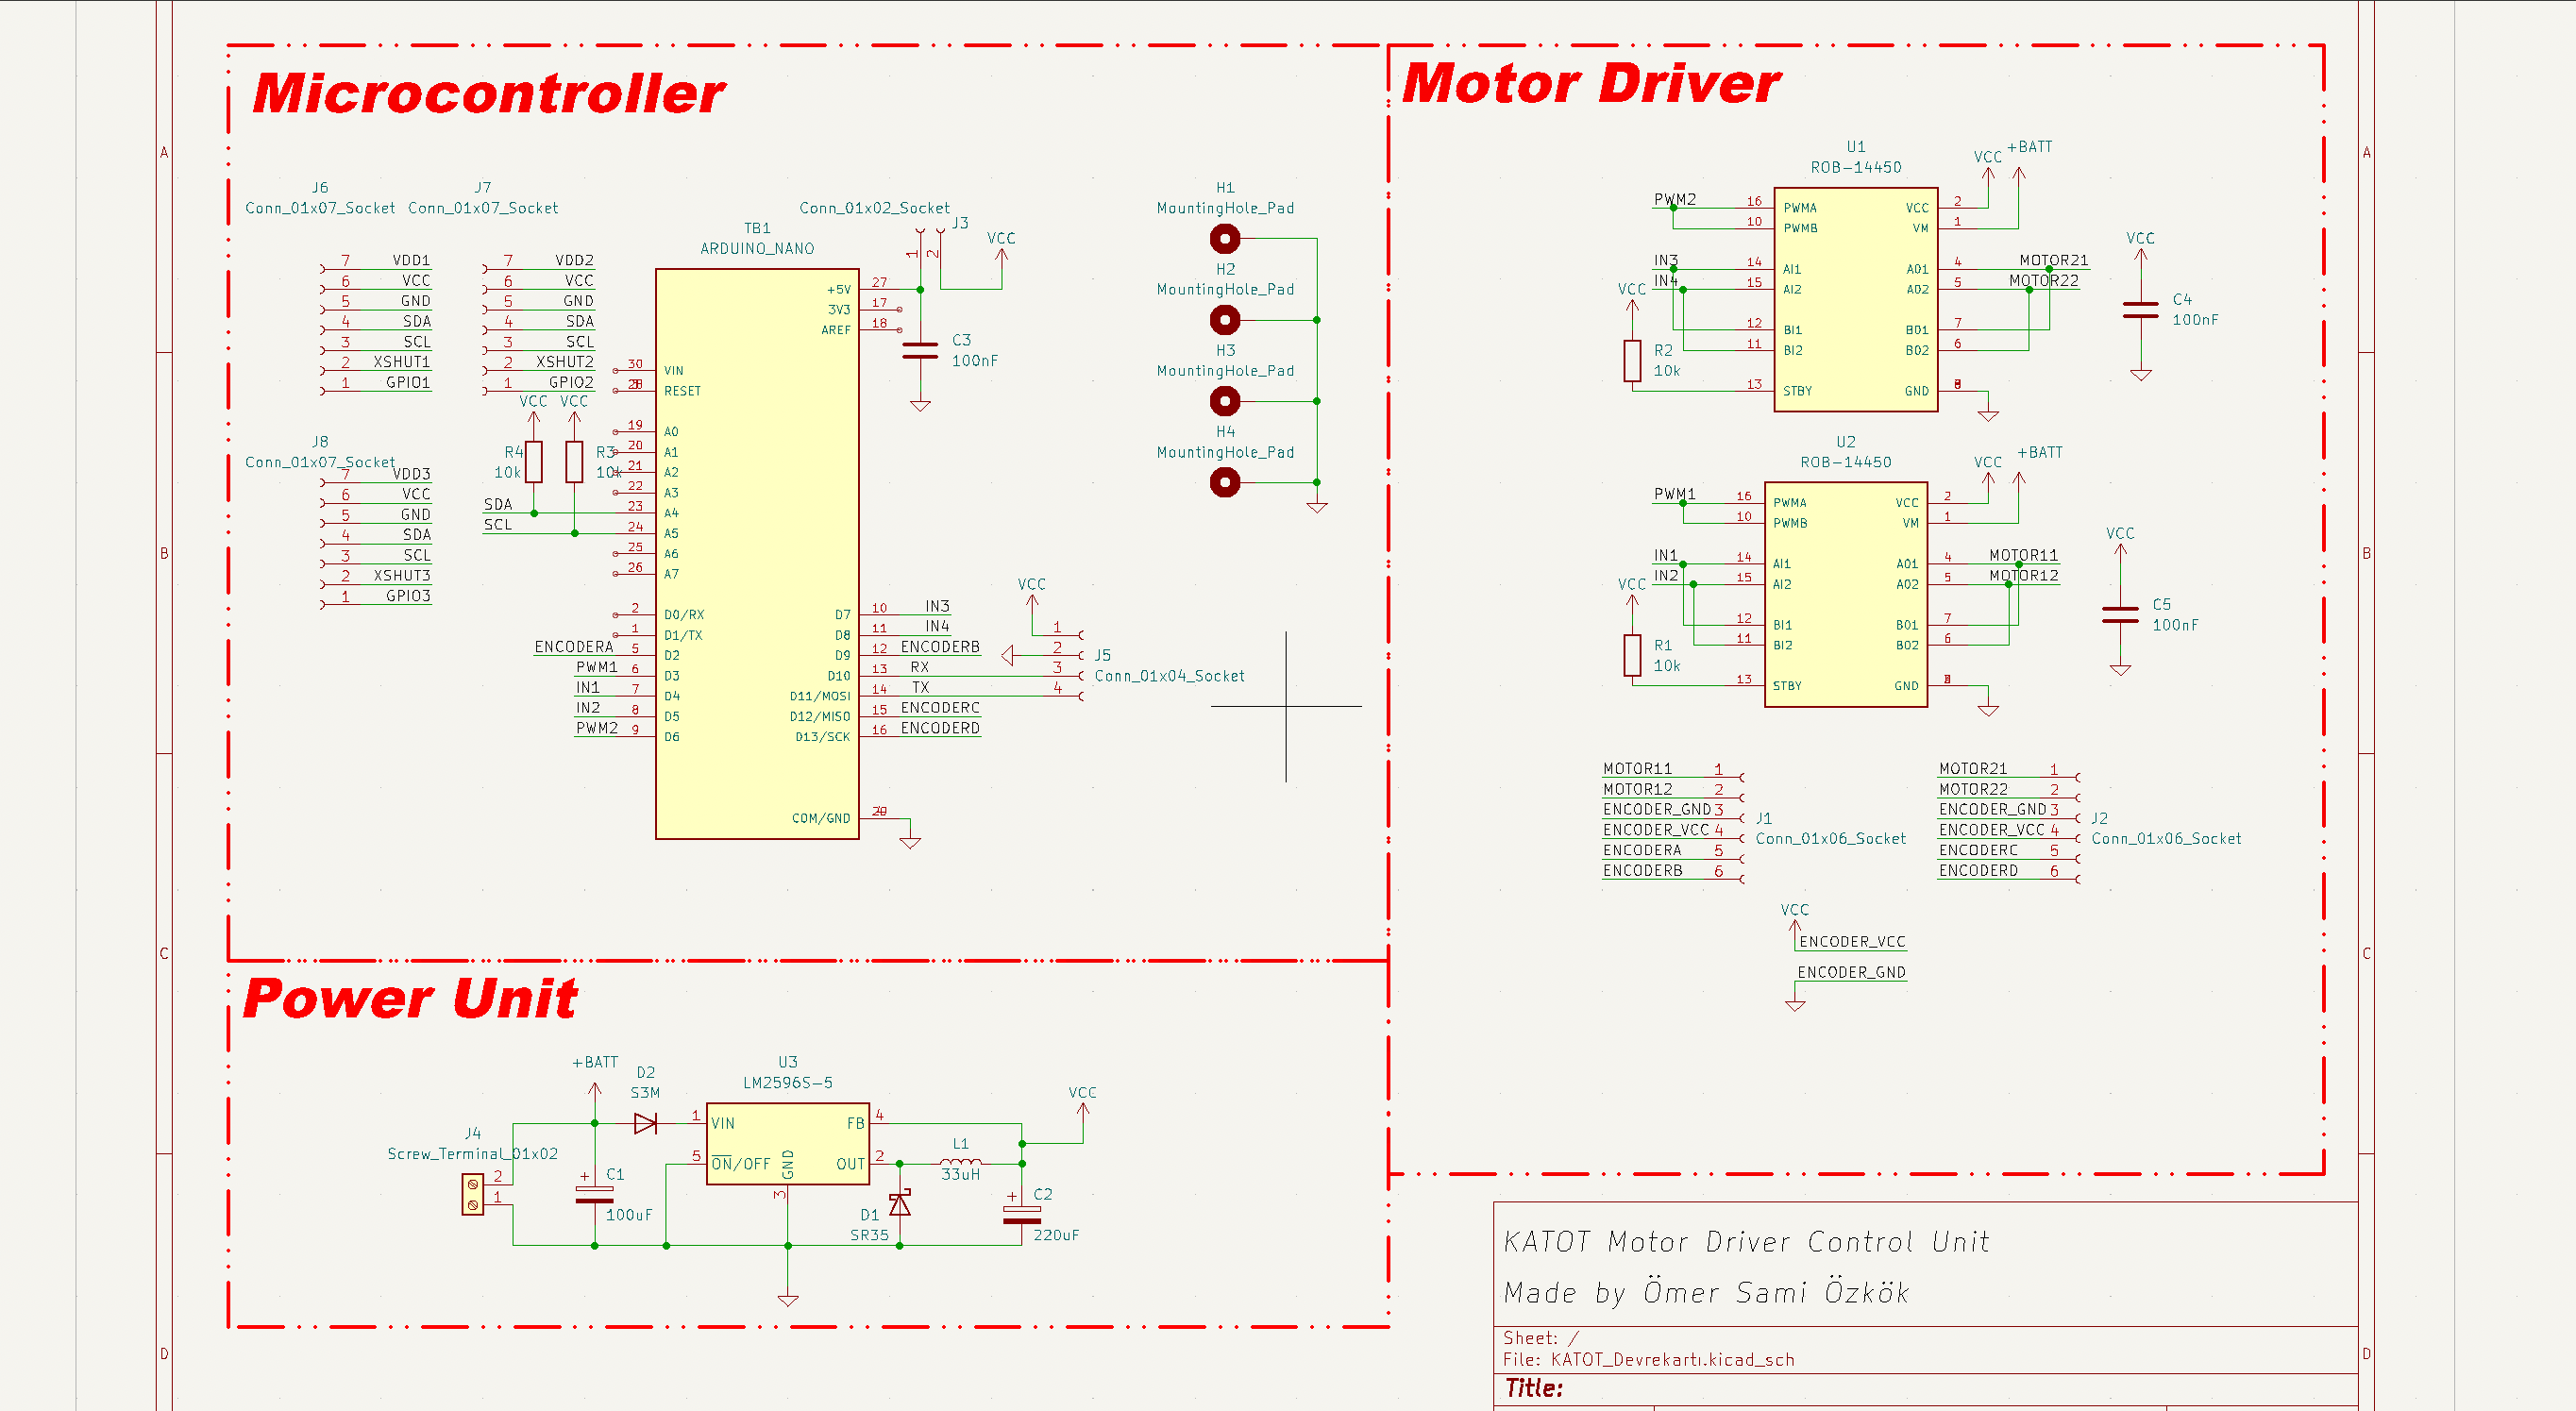 Microcontroller
Motor Driver
J6
Conn_01x07_Socket
7 VDD1
6 VCC
5 GND
4 SDA
3 SCL
2 XSHUT1
1 GPIO1
J7
Conn_01x07_Socket
7 VDD2
6 VCC
5 GND
4 SDA
3 SCL
2 XSHUT2
1 GPIO2
J8
Conn_01x07_Socket
7 VDD3
6 VCC
5 GND
4 SDA
3 SCL
2 XSHUT3
1 GPIO3
VCC VCC
R4
10k
R3
10k
SDA
SCL
Conn_01x02_Socket
J3
1 2
VCC
TB1
ARDUINO_NANO
+5V 27
3V3 17
AREF 18
C3
100nF
30 VIN
RESET
19 A0
20 A1
21 A2
22 A3
23 A4
24 A5
25 A6
26 A7
2 D0/RX
1 D1/TX
ENCODERA 5 D2
PWM1 6 D3
IN1 7 D4
IN2 8 D5
PWM2 9 D6
D7 10 IN3
D8 11 IN4
D9 12 ENCODERB
D10 13 RX
D11/MOSI 14 TX
D12/MISO 15 ENCODERC
D13/SCK 16 ENCODERD
COM/GND
VCC
1
2
3
4
J5
Conn_01x04_Socket
H1
MountingHole_Pad
H2
MountingHole_Pad
H3
MountingHole_Pad
H4
MountingHole_Pad
U1
ROB-14450
VCC +BATT
PWM2 16 PWMA
10 PWMB
IN3 14 AI1
IN4 15 AI2
12 BI1
11 BI2
13 STBY
VCC 2
VM 1
A01 4 MOTOR21
A02 5 MOTOR22
B01 7
B02 6
GND
VCC
R2
10k
VCC
C4
100nF
U2
ROB-14450
VCC +BATT
PWM1 16 PWMA
10 PWMB
IN1 14 AI1
IN2 15 AI2
12 BI1
11 BI2
13 STBY
VCC 2
VM 1
A01 4 MOTOR11
A02 5 MOTOR12
B01 7
B02 6
GND
VCC
R1
10k
VCC
C5
100nF
MOTOR11 1
MOTOR12 2
ENCODER_GND 3
ENCODER_VCC 4
ENCODERA 5
ENCODERB 6
J1
Conn_01x06_Socket
MOTOR21 1
MOTOR22 2
ENCODER_GND 3
ENCODER_VCC 4
ENCODERC 5
ENCODERD 6
J2
Conn_01x06_Socket
VCC
ENCODER_VCC
ENCODER_GND
Power Unit
+BATT
D2
S3M
U3
LM2596S-5
VCC
1 VIN
5 ON/OFF
GND
3
FB 4
OUT 2
L1
33uH
J4
Screw_Terminal_01x02
2
1
+ C1
100uF
D1
SR35
+ C2
220uF
KATOT Motor Driver Control Unit
Made by Ömer Sami Özkök
Sheet: /
File: KATOT_Devrekartı.kicad_sch
Title:
A
B
C
D
A
B
C
D